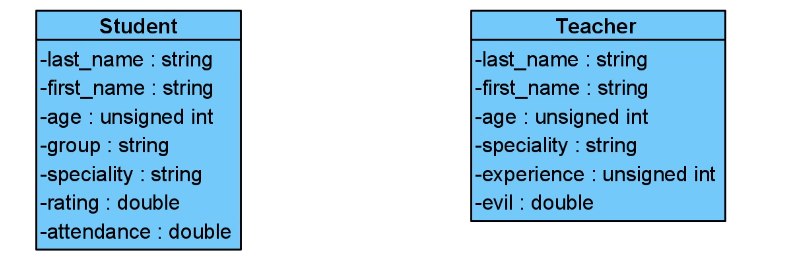 Student
-last_name : string
-first_name : string
-age : unsigned int
-group : string
-speciality : string
-rating : double
-attendance : double
Teacher
-last_name : string
-first_name : string
-age : unsigned int
-speciality : string
-experience : unsigned int
-evil : double